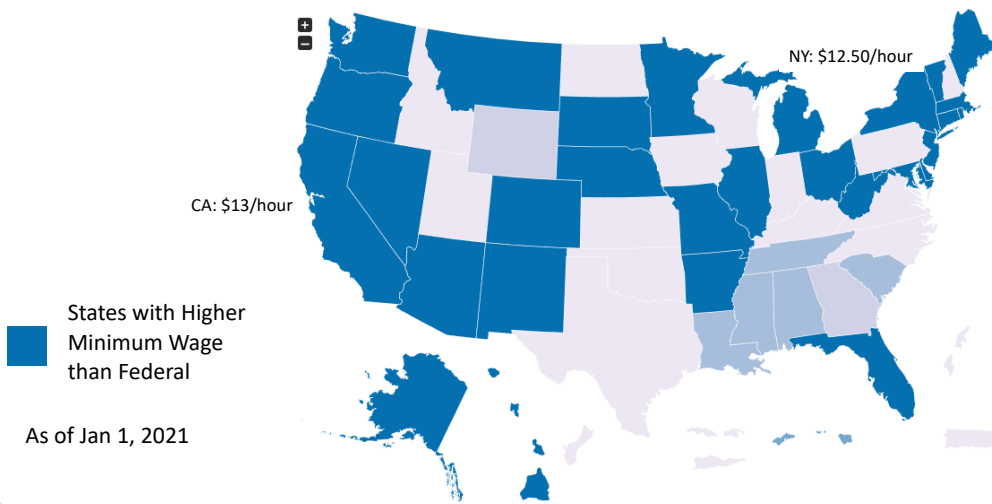 +
−
NY: $12.50/hour
CA: $13/hour
States with Higher
Minimum Wage
than Federal
As of Jan 1, 2021